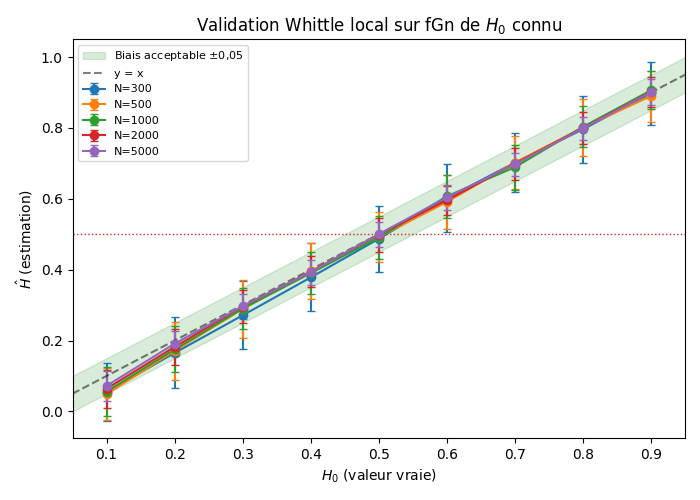 Validation Whittle local sur fGn de $H_0$ connu
Biais acceptable ±0,05
y = x
N=300
N=500
N=1000
N=2000
N=5000
1.0
0.8
0.6
0.4
0.2
0.0
$\hat{H}$ (estimation)
0.1 0.2 0.3 0.4 0.5 0.6 0.7 0.8 0.9
$H_0$ (valeur vraie)